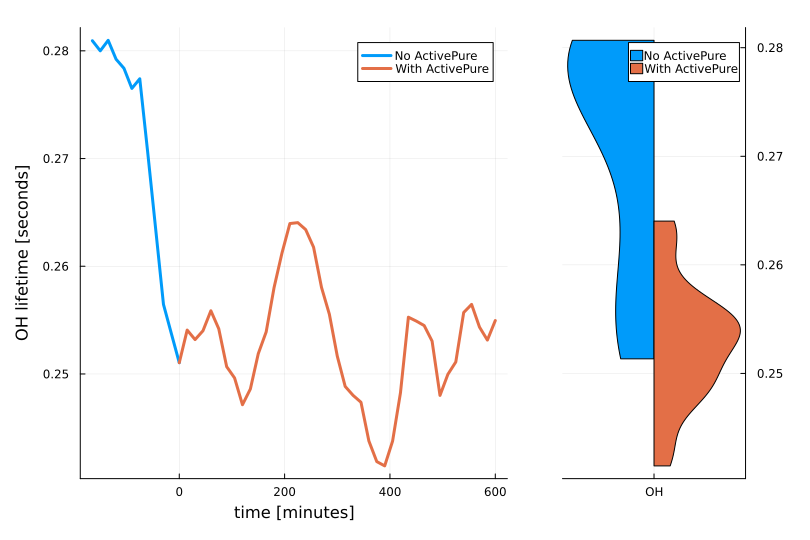 OH lifetime [seconds]
0.28
0.27
0.26
0.25
No ActivePure
With ActivePure
0
200
400
600
time [minutes]
No ActivePure
With ActivePure
0.28
0.27
0.26
0.25
OH